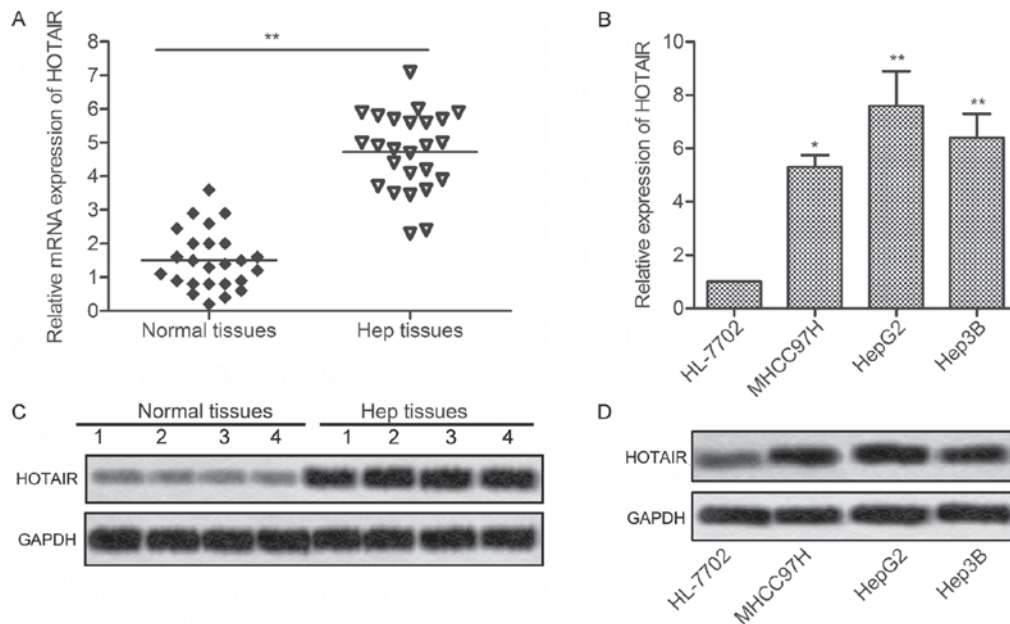 A
Relative mRNA expression of HOTAIR
8
7
6
5
4
3
2
1
0
**
Normal tissues Hep tissues
B
Relative expression of HOTAIR
10
8
6
4
2
0
*
**
**
HL-7702 MHCC97H HepG2 Hep3B
C
Normal tissues Hep tissues
1 2 3 4 1 2 3 4
HOTAIR
GAPDH
D
HOTAIR
GAPDH
HL-7702 MHCC97H HepG2 Hep3B